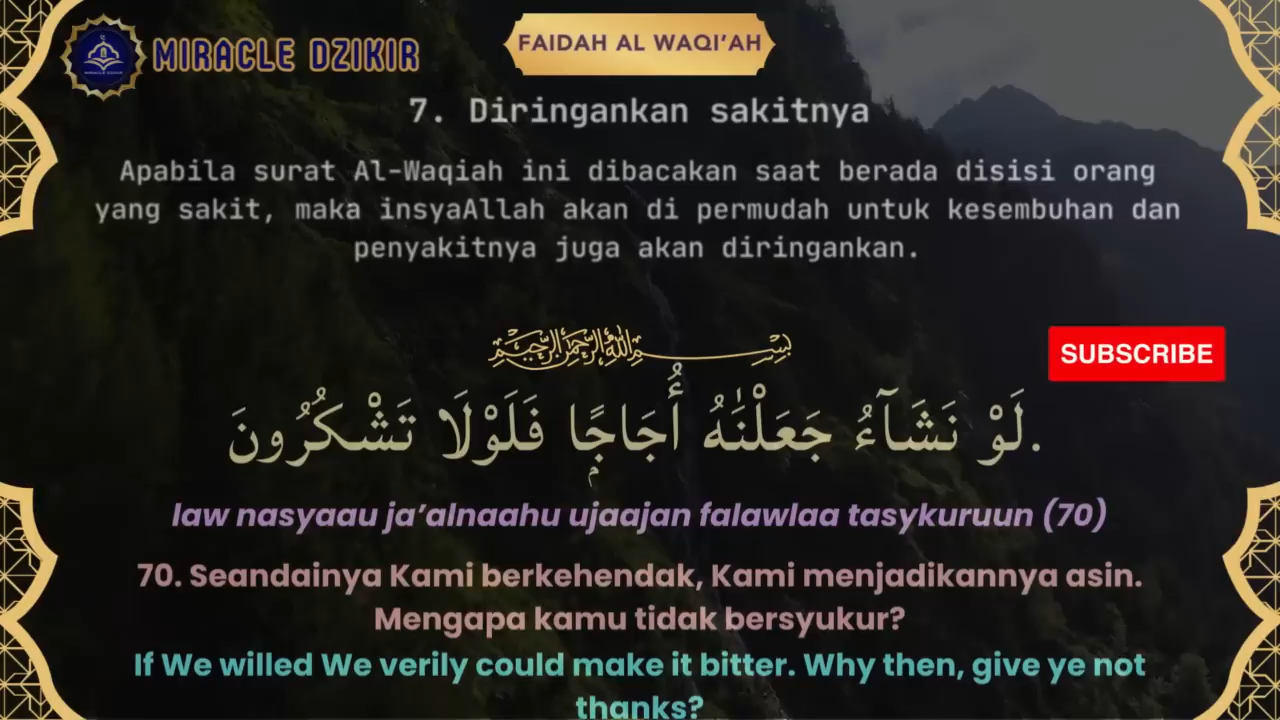 MIRACLE DZIKIR
MIRACLE DZIKIR
FAIDAH AL WAQI’AH
7. Diringankan sakitnya
Apabila surat Al-Waqiah ini dibacakan saat berada disisi orang
yang sakit, maka insyaAllah akan di permudah untuk kesembuhan dan
penyakitnya juga akan diringankan.
بِسْمِ اللهِ الرَّحْمٰنِ الرَّحِيْمِ
SUBSCRIBE
لَوْ نَشَاۤءُ جَعَلْنٰهُ أُجَاجًاۭ فَلَوْلَا تَشْكُرُونَ.
law nasyaau ja’alnaahu ujaajan falawlaa tasykuruun (70)
70. Seandainya Kami berkehendak, Kami menjadikannya asin.
Mengapa kamu tidak bersyukur?
If We willed We verily could make it bitter. Why then, give ye not
thanks?